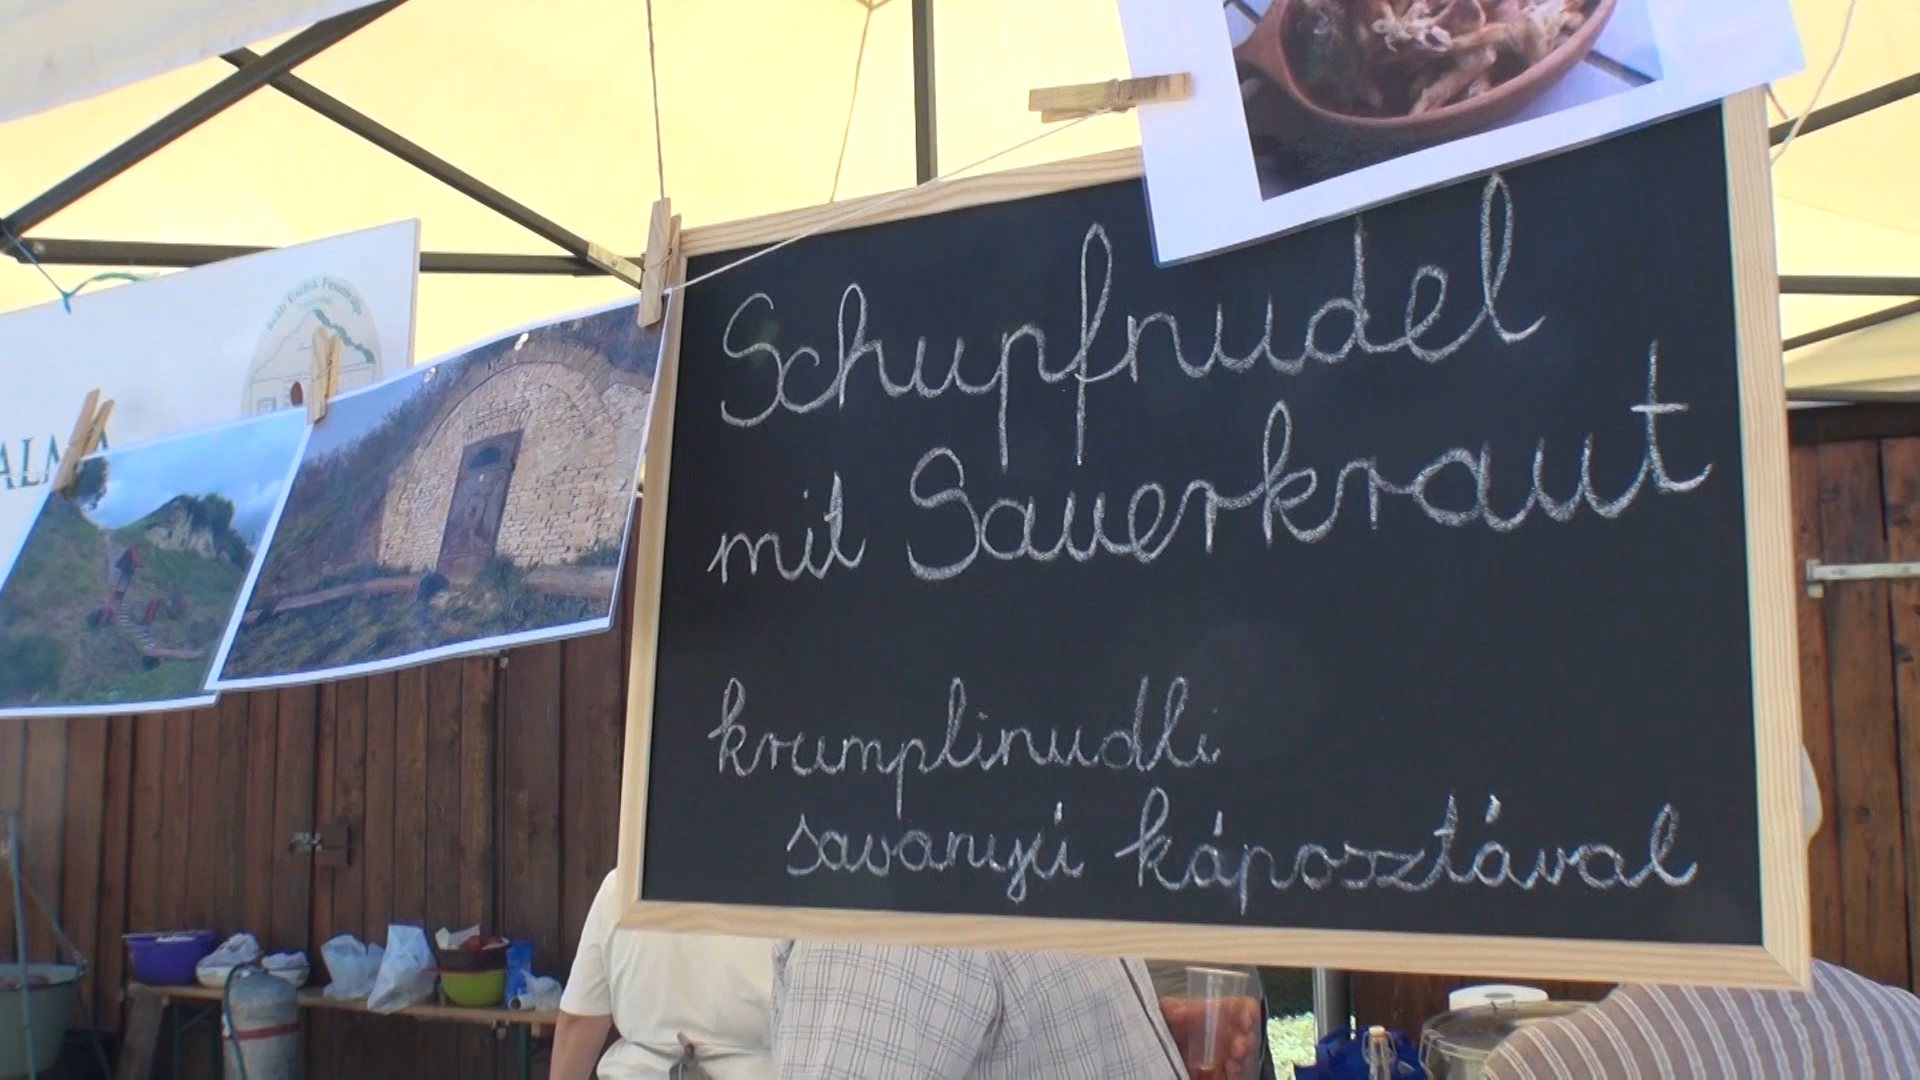 Schupfnudel
mit Sauerkraut
krumplinudli
savanyú káposztával